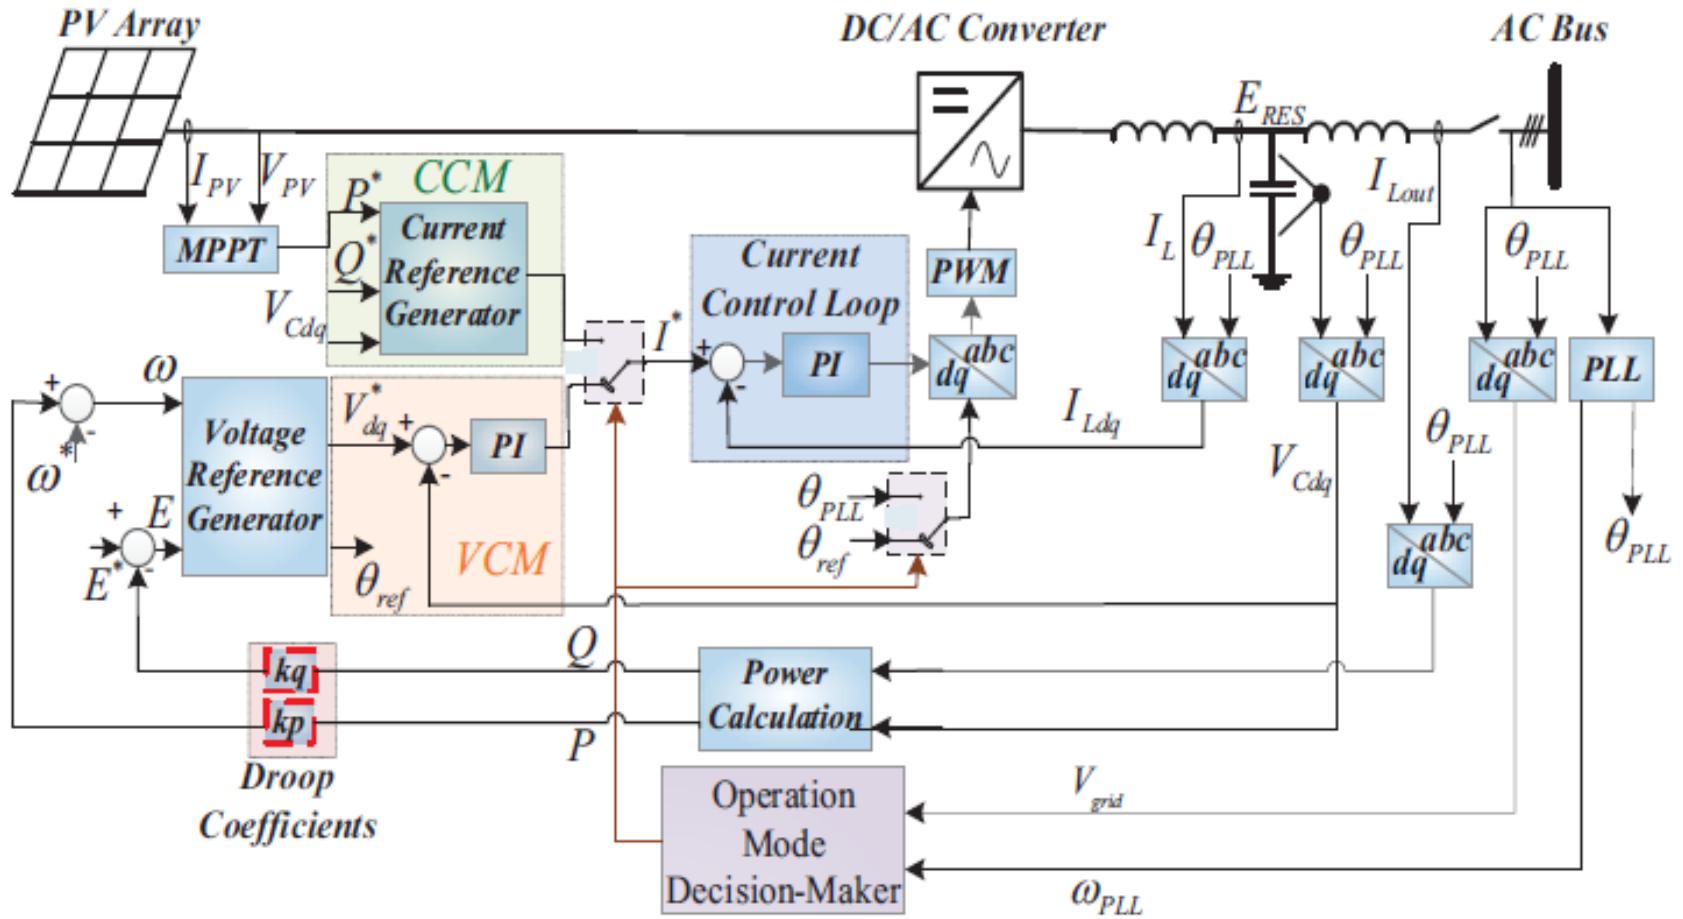 PV Array
DC/AC Converter
AC Bus
E_RES
I_PV
V_PV
CCM
P*
Current
Reference
Generator
Q*
V_Cdq
MPPT
I_L
θ_PLL
θ_PLL
I_Lout
θ_PLL
Current
Control Loop
PWM
I*
+
-
PI
abc
dq
abc
dq
abc
dq
abc
dq
PLL
ω
+
-
ω*
Voltage
Reference
Generator
V*dq
+
-
PI
I_Ldq
V_Cdq
θ_PLL
θ_PLL
θ_ref
+
E
-
E*
VCM
θ_ref
abc
dq
θ_PLL
Q
kq
kp
P
Power
Calculation
Droop
Coefficients
Operation
Mode
Decision-Maker
V_grid
ω_PLL